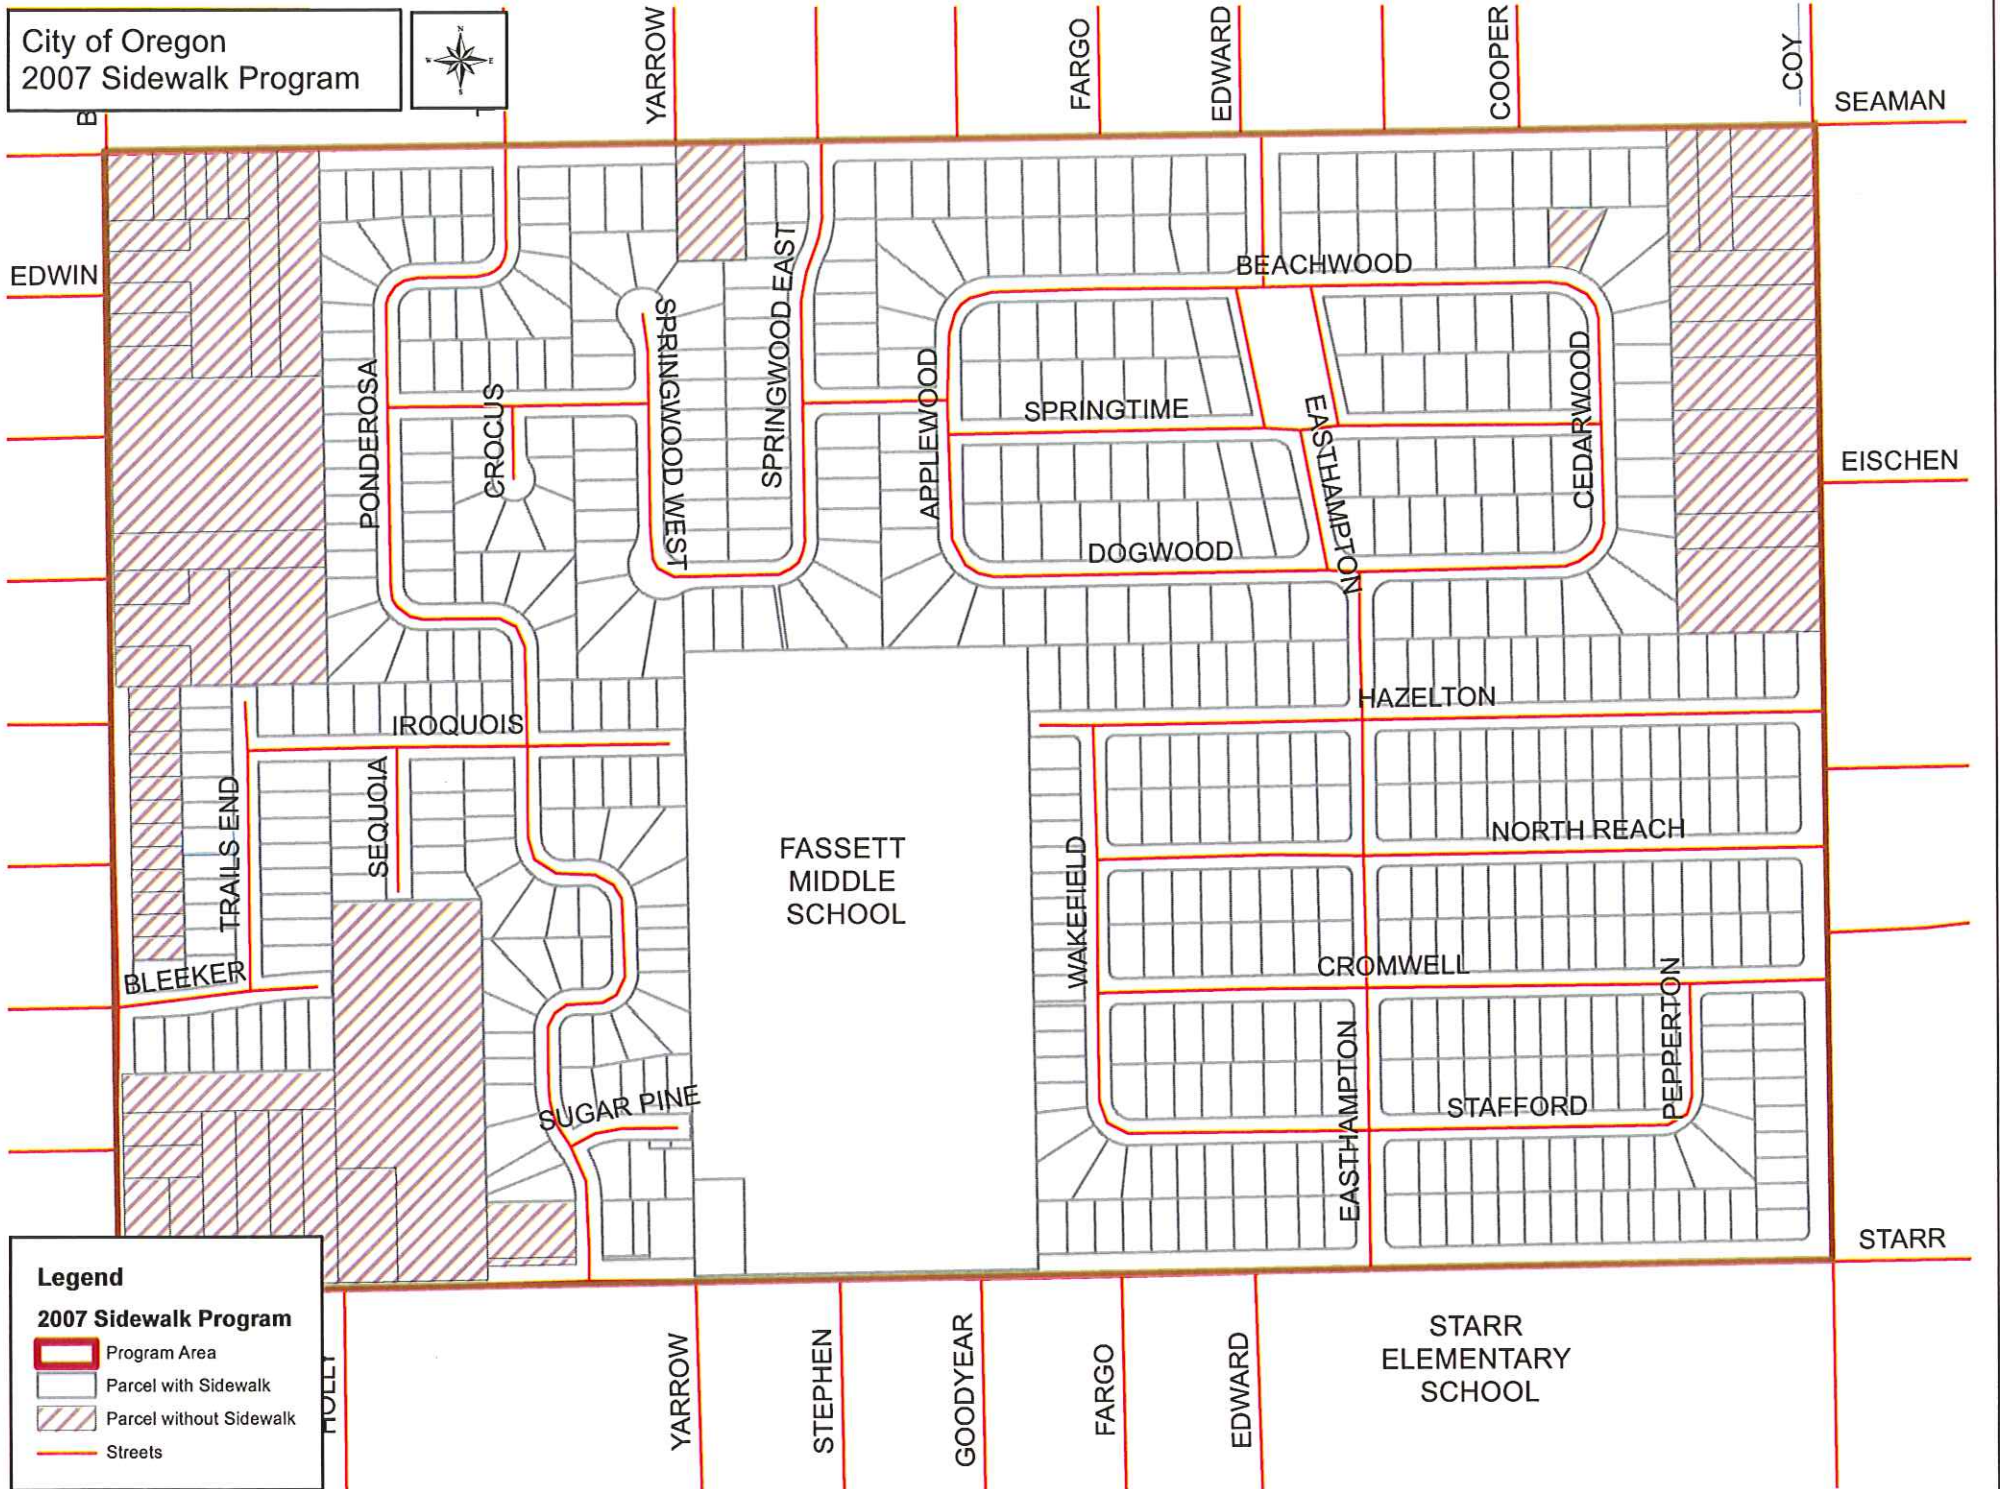 City of Oregon
2007 Sidewalk Program
N
W
E
S
YARROW
FARGO
EDWARD
COOPER
COY
SEAMAN
EDWIN
EISCHEN
STARR
BEACHWOOD
SPRINGWOOD EAST
SPRINGWOOD WEST
PONDEROSA
CROCUS
APPLEWOOD
SPRINGTIME
EASTHAMPTON
CEDARWOOD
DOGWOOD
HAZELTON
IROQUOIS
SEQUOIA
TRAILS END
BLEEKER
FASSETT
MIDDLE
SCHOOL
WAKEFIELD
NORTH REACH
CROMWELL
PEPPERTON
EASTHAMPTON
STAFFORD
SUGAR PINE
Legend
2007 Sidewalk Program
Program Area
Parcel with Sidewalk
Parcel without Sidewalk
Streets
HOLLY
YARROW
STEPHEN
GOODYEAR
FARGO
EDWARD
STARR
ELEMENTARY
SCHOOL